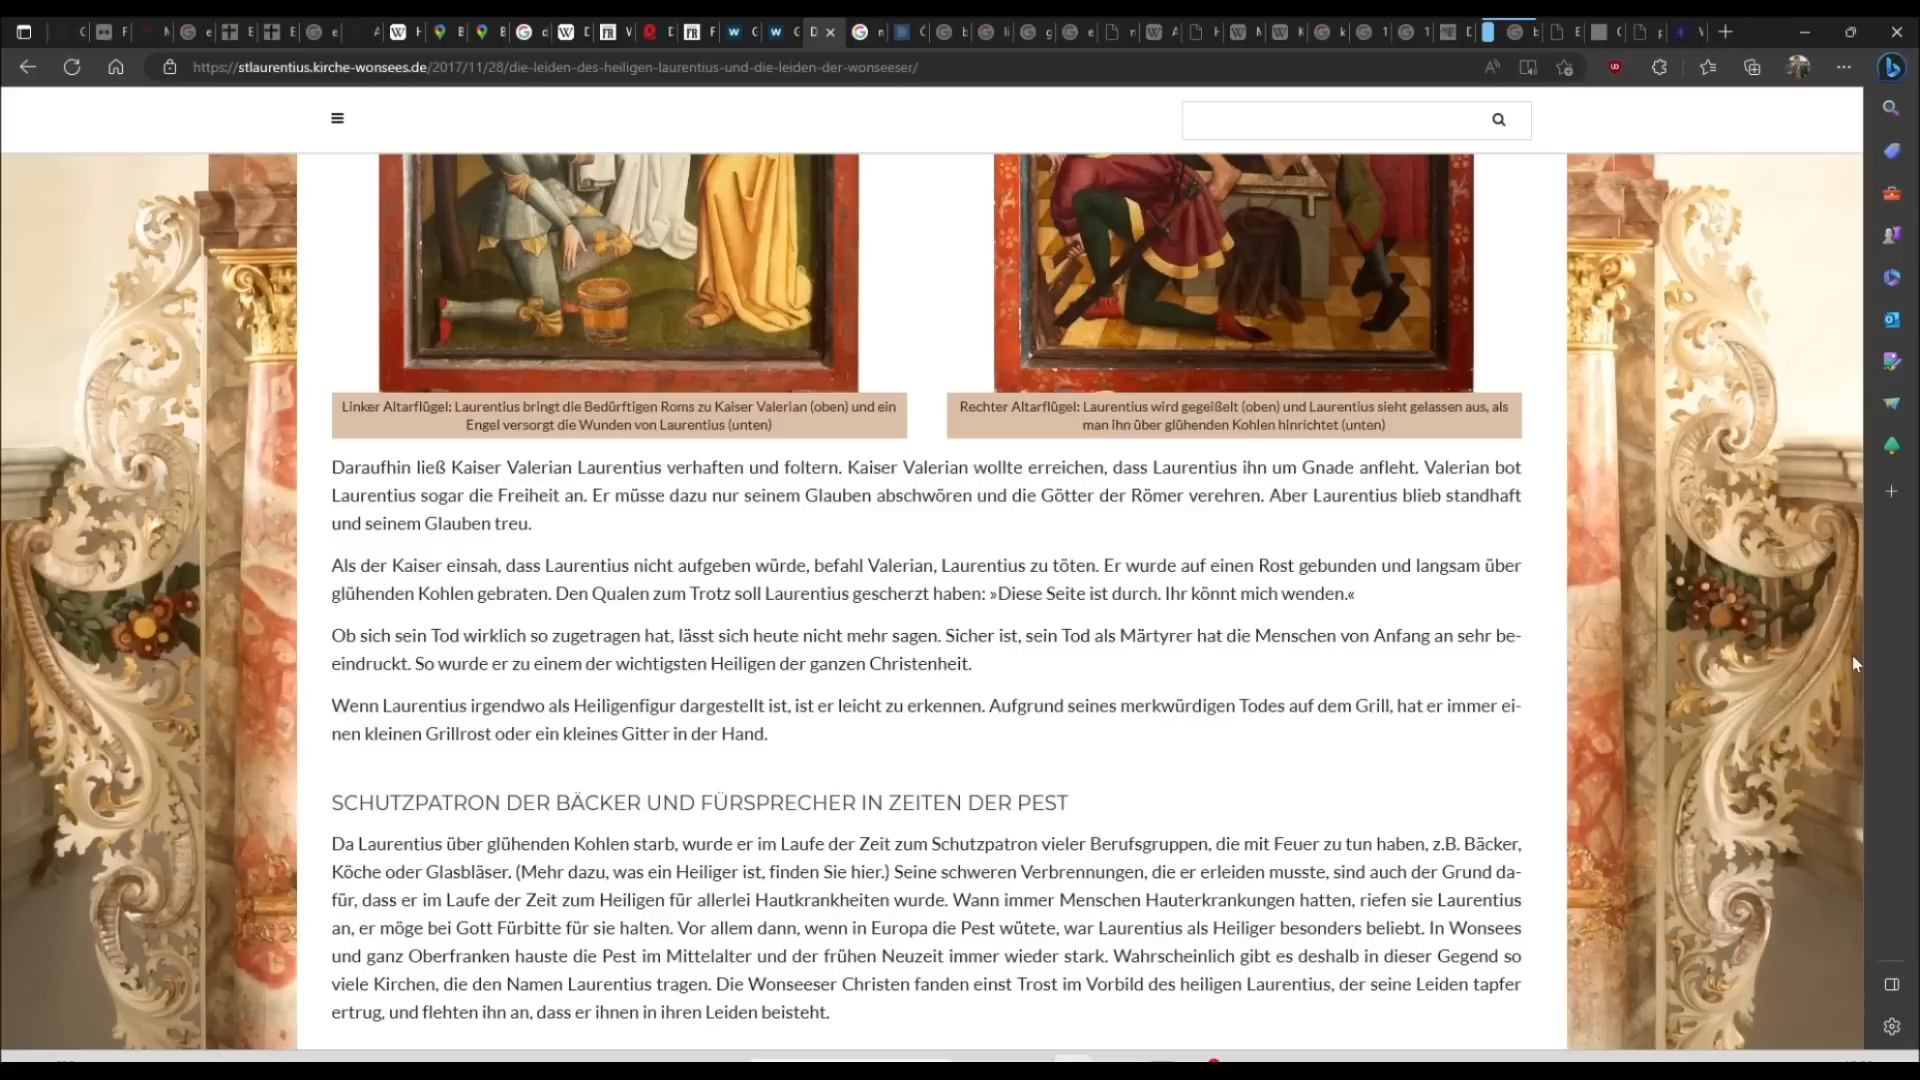 https://stlaurentius.kirche-wonsees.de/2017/11/28/die-leiden-des-heiligen-laurentius-und-die-leiden-der-wonseeser/
Linker Altarflügel: Laurentius bringt die Bedürftigen Roms zu Kaiser Valerian (oben) und ein
Engel versorgt die Wunden von Laurentius (unten)
Rechter Altarflügel: Laurentius wird gegeißelt (oben) und Laurentius sieht gelassen aus, als
man ihn über glühenden Kohlen hinrichtet (unten)
Daraufhin ließ Kaiser Valerian Laurentius verhaften und foltern. Kaiser Valerian wollte erreichen, dass Laurentius ihn um Gnade anfleht. Valerian bot
Laurentius sogar die Freiheit an. Er müsse dazu nur seinem Glauben abschwören und die Götter der Römer verehren. Aber Laurentius blieb standhaft
und seinem Glauben treu.
Als der Kaiser einsah, dass Laurentius nicht aufgeben würde, befahl Valerian, Laurentius zu töten. Er wurde auf einen Rost gebunden und langsam über
glühenden Kohlen gebraten. Den Qualen zum Trotz soll Laurentius gescherzt haben: »Diese Seite ist durch. Ihr könnt mich wenden.«
Ob sich sein Tod wirklich so zugetragen hat, lässt sich heute nicht mehr sagen. Sicher ist, sein Tod als Märtyrer hat die Menschen von Anfang an sehr be-
eindruckt. So wurde er zu einem der wichtigsten Heiligen der ganzen Christenheit.
Wenn Laurentius irgendwo als Heiligenfigur dargestellt ist, ist er leicht zu erkennen. Aufgrund seines merkwürdigen Todes auf dem Grill, hat er immer ei-
nen kleinen Grillrost oder ein kleines Gitter in der Hand.
SCHUTZPATRON DER BÄCKER UND FÜRSPRECHER IN ZEITEN DER PEST
Da Laurentius über glühenden Kohlen starb, wurde er im Laufe der Zeit zum Schutzpatron vieler Berufsgruppen, die mit Feuer zu tun haben, z.B. Bäcker,
Köche oder Glasbläser. (Mehr dazu, was ein Heiliger ist, finden Sie hier.) Seine schweren Verbrennungen, die er erleiden musste, sind auch der Grund da-
für, dass er im Laufe der Zeit zum Heiligen für allerlei Hautkrankheiten wurde. Wann immer Menschen Hauterkrankungen hatten, riefen sie Laurentius
an, er möge bei Gott Fürbitte für sie halten. Vor allem dann, wenn in Europa die Pest wütete, war Laurentius als Heiliger besonders beliebt. In Wonsees
und ganz Oberfranken hauste die Pest im Mittelalter und der frühen Neuzeit immer wieder stark. Wahrscheinlich gibt es deshalb in dieser Gegend so
viele Kirchen, die den Namen Laurentius tragen. Die Wonseeser Christen fanden einst Trost im Vorbild des heiligen Laurentius, der seine Leiden tapfer
ertrug, und flehten ihn an, dass er ihnen in ihren Leiden beisteht.